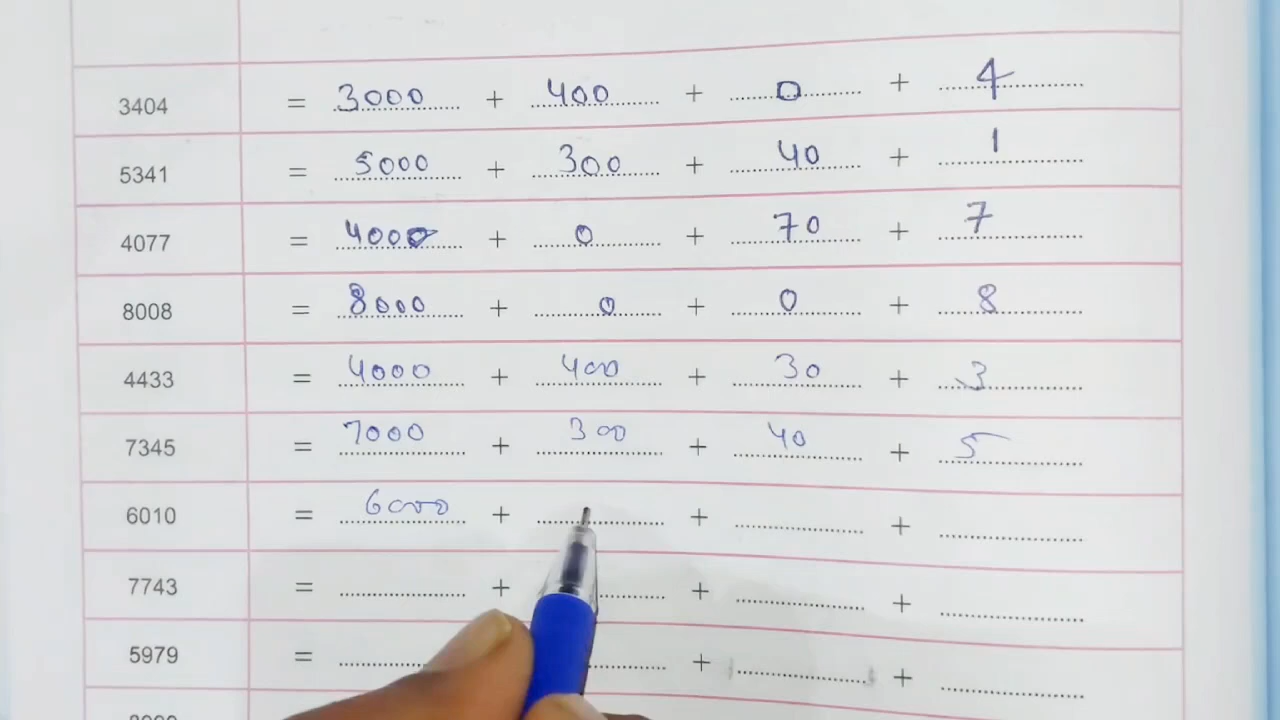 3404 = 3000 + 400 + 0 + 4
5341 = 5000 + 300 + 40 + 1
4077 = 4000 + 0 + 70 + 7
8008 = 8000 + 0 + 0 + 8
4433 = 4000 + 400 + 30 + 3
7345 = 7000 + 300 + 40 + 5
6010 = 6000 + ............ + ............ + ............
7743 = ............ + ............ + ............ + ............
5979 = ............ + ............ + ............ + ............